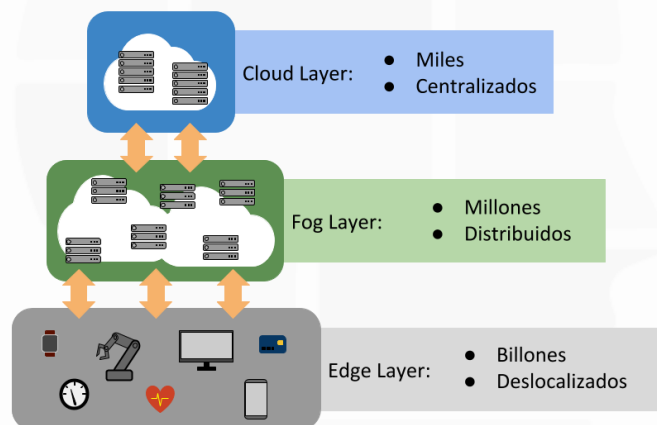 Cloud Layer:
● Miles
● Centralizados
Fog Layer:
● Millones
● Distribuidos
Edge Layer:
● Billones
● Deslocalizados